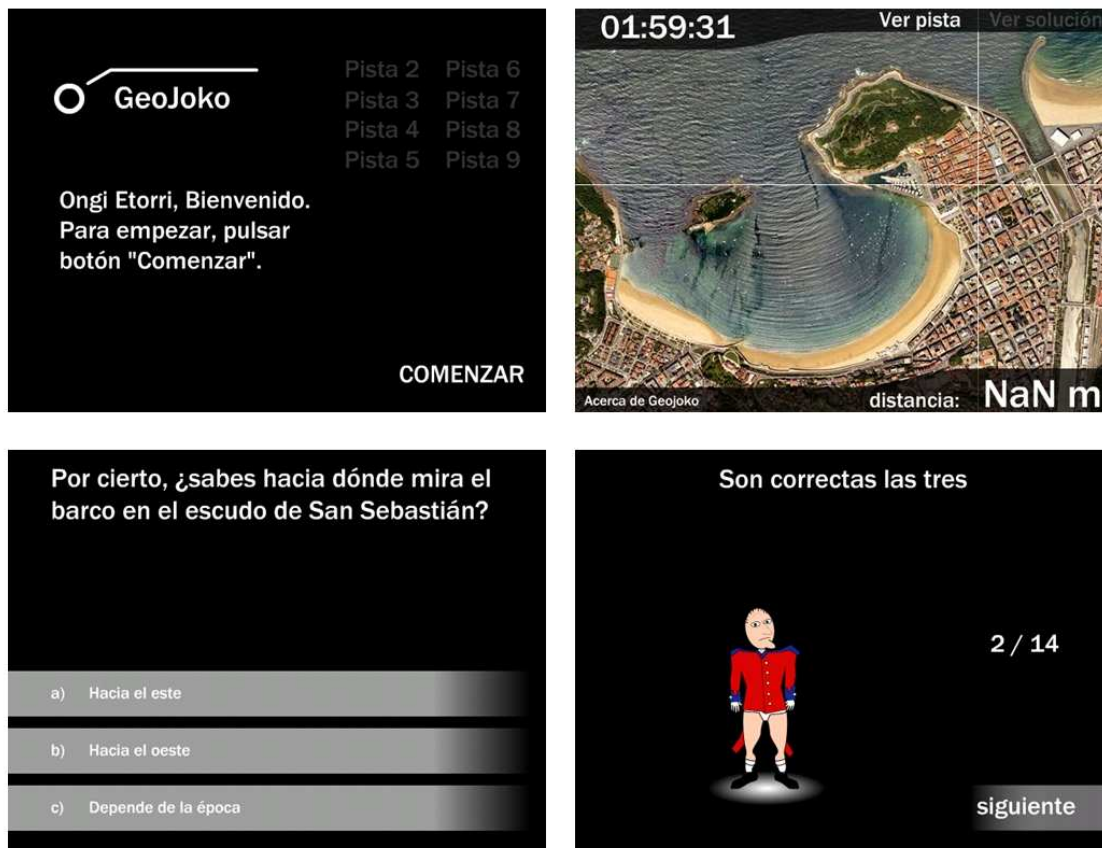 GeoJoko
Pista 2 Pista 6
Pista 3 Pista 7
Pista 4 Pista 8
Pista 5 Pista 9
Ongi Etorri, Bienvenido.
Para empezar, pulsar
botón "Comenzar".
COMENZAR
01:59:31
Ver pista
Ver solución
Acerca de Geojoko
distancia:
NaN m
Por cierto, ¿sabes hacia dónde mira el
barco en el escudo de San Sebastián?
a) Hacia el este
b) Hacia el oeste
c) Depende de la época
Son correctas las tres
2 / 14
siguiente